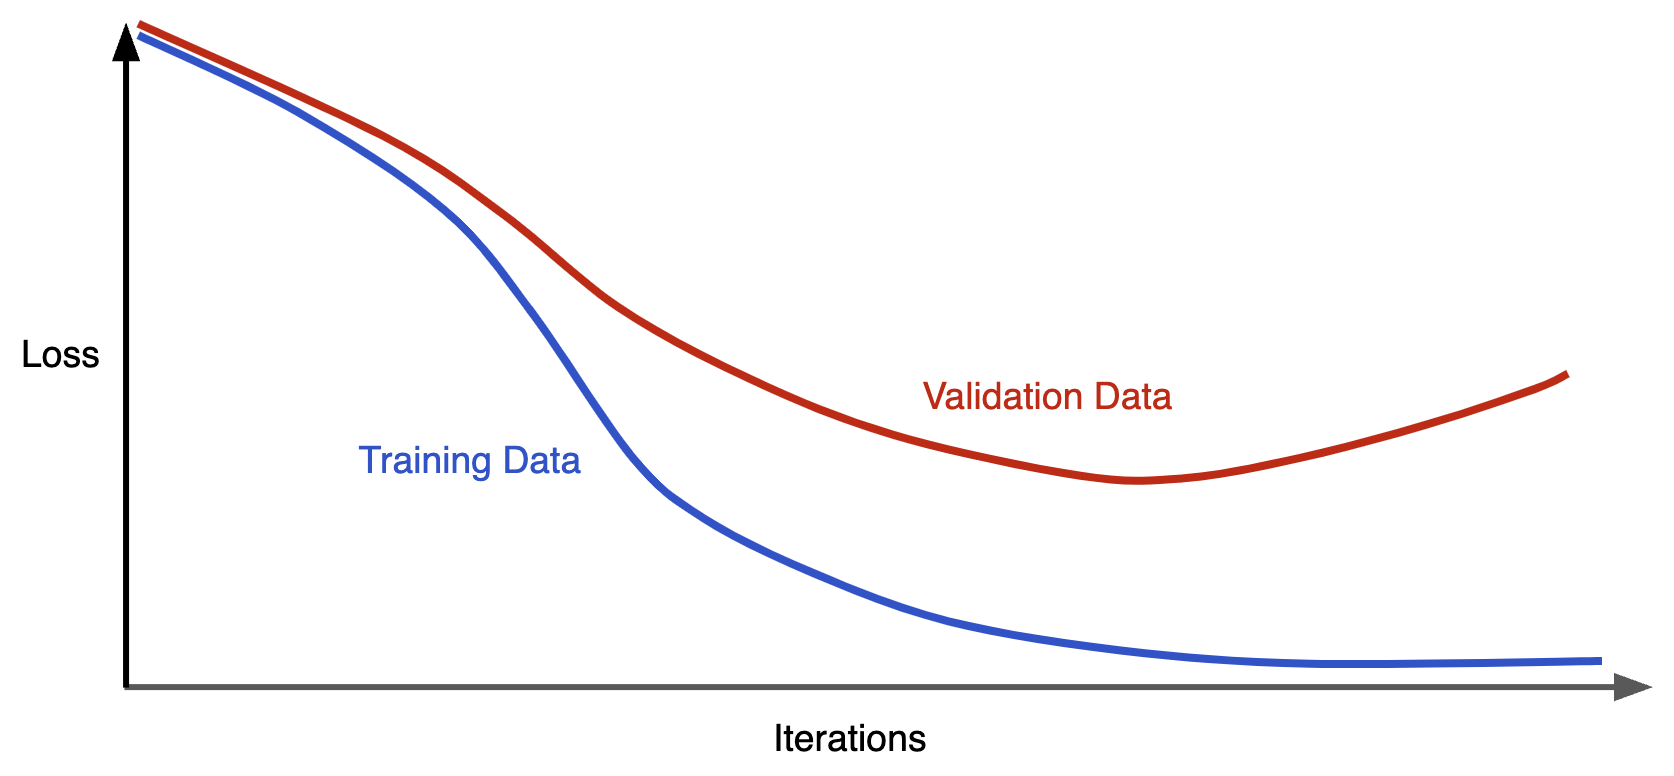 Loss
Validation Data
Training Data
Iterations